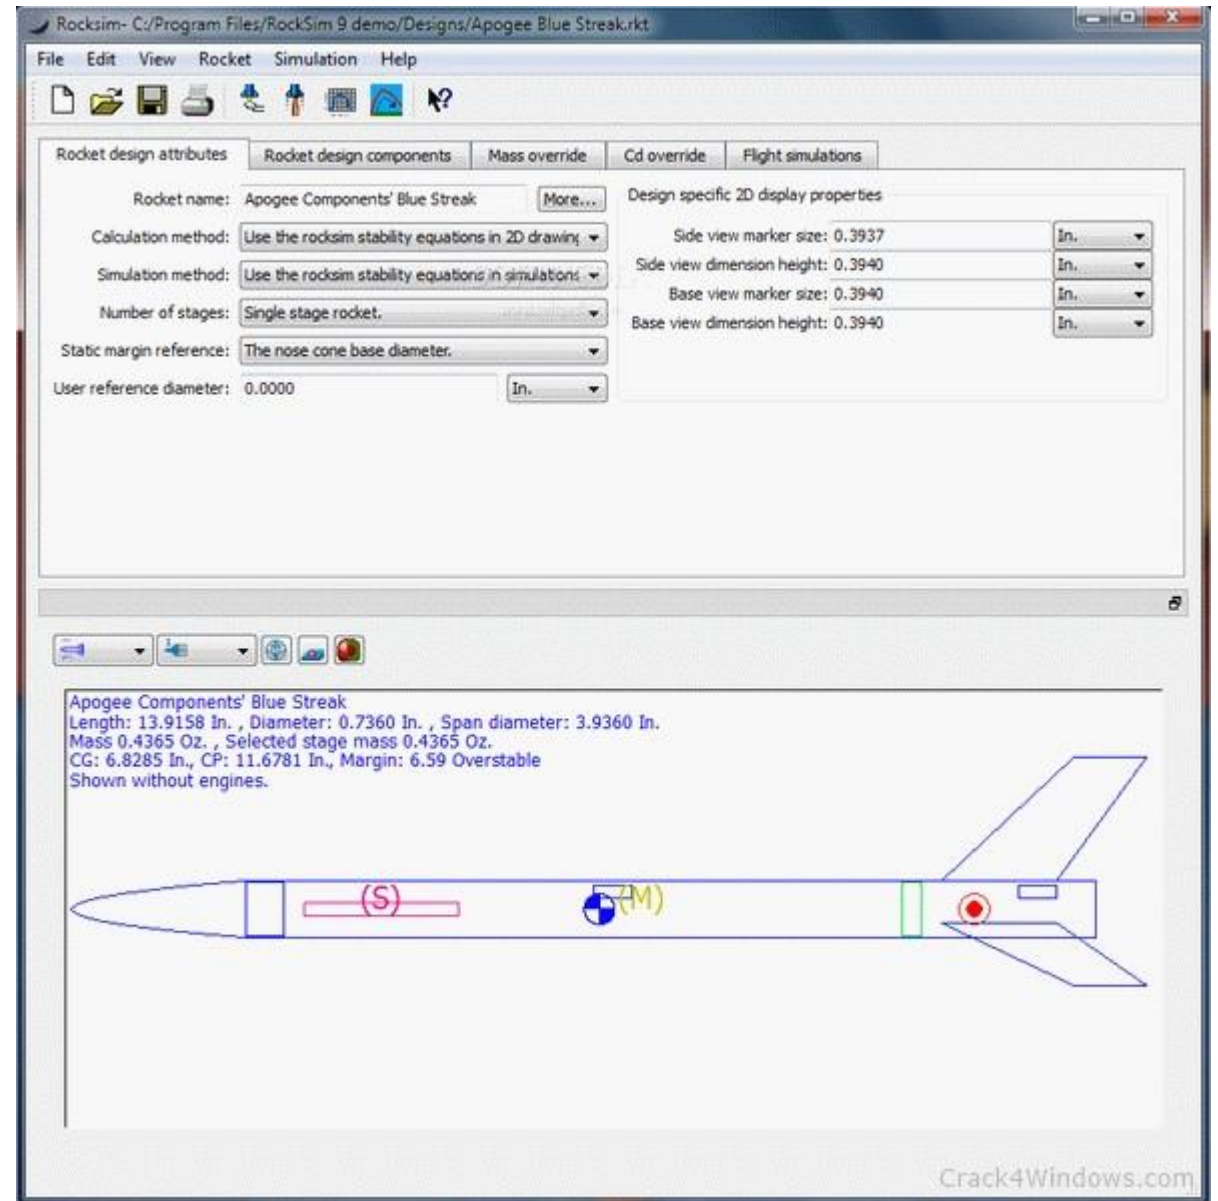 Rocksim- C:/Program Files/RockSim 9 demo/Designs/Apogee Blue Streak.rkt
File Edit View Rocket Simulation Help
Rocket design attributes Rocket design components Mass override Cd override Flight simulations
Rocket name: Apogee Components' Blue Streak More...
Calculation method: Use the rocksim stability equations in 2D drawing
Simulation method: Use the rocksim stability equations in simulations
Number of stages: Single stage rocket.
Static margin reference: The nose cone base diameter.
User reference diameter: 0.0000 In.
Design specific 2D display properties
Side view marker size: 0.3937 In.
Side view dimension height: 0.3940 In.
Base view marker size: 0.3940 In.
Base view dimension height: 0.3940 In.
Apogee Components' Blue Streak
Length: 13.9158 In. , Diameter: 0.7360 In. , Span diameter: 3.9360 In.
Mass 0.4365 Oz. , Selected stage mass 0.4365 Oz.
CG: 6.8285 In., CP: 11.6781 In., Margin: 6.59 Overstable
Shown without engines.
(S) (M)
Crack4Windows.com